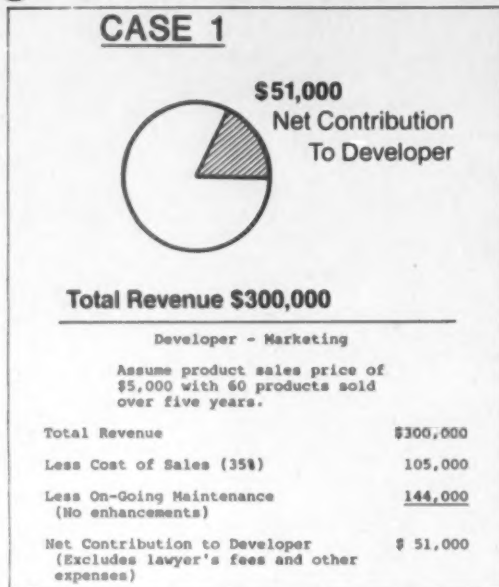 CASE 1
$51,000
Net Contribution
To Developer
Total Revenue $300,000
Developer - Marketing
Assume product sales price of
$5,000 with 60 products sold
over five years.
Total Revenue $300,000
Less Cost of Sales (35%) 105,000
Less On-Going Maintenance 144,000
(No enhancements)
Net Contribution to Developer $ 51,000
(Excludes lawyer's fees and other
expenses)